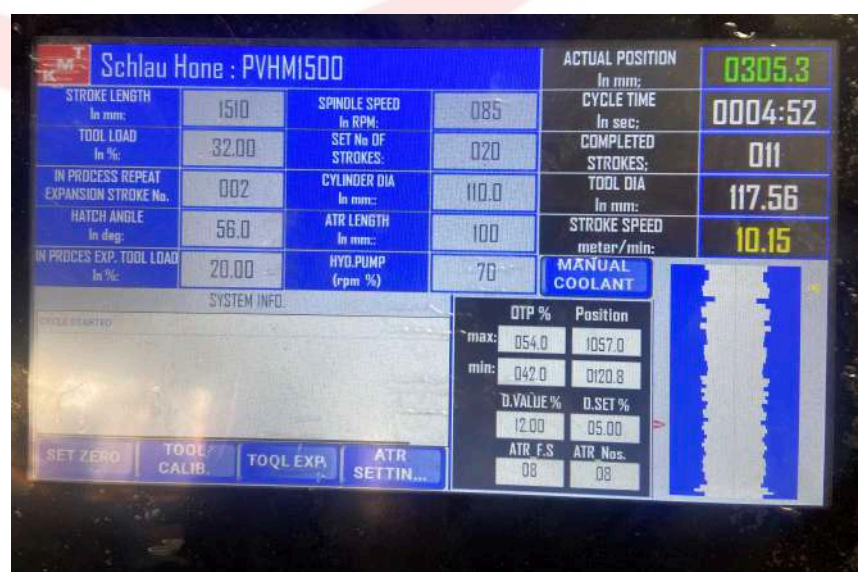 T
M
K
Schlau Hone : PVHM1500
STROKE LENGTH
In mm:
1510
SPINDLE SPEED
In RPM:
085
TOOL LOAD
In %:
32.00
SET No OF
STROKES:
020
IN PROCESS REPEAT
EXPANSION STROKE No.
002
CYLINDER DIA
In mm::
110.0
HATCH ANGLE
In deg:
56.0
ATR LENGTH
In mm::
100
IN PROCES EXP. TOOL LOAD
In %:
20.00
HYD.PUMP
(rpm %)
70
ACTUAL POSITION
In mm;
0305.3
CYCLE TIME
In sec;
0004:52
COMPLETED
STROKES;
011
TOOL DIA
In mm:
117.56
STROKE SPEED
meter/min:
10.15
MANUAL
COOLANT
SYSTEM INFO.
CYCLE STARTED
DTP % Position
max: 054.0 1057.0
min: 042.0 0120.8
D.VALUE % D.SET %
12.00 05.00
ATR F.S ATR Nos.
08 08
SET ZERO
TOOL
CALIB.
TOOL EXP.
ATR
SETTIN...